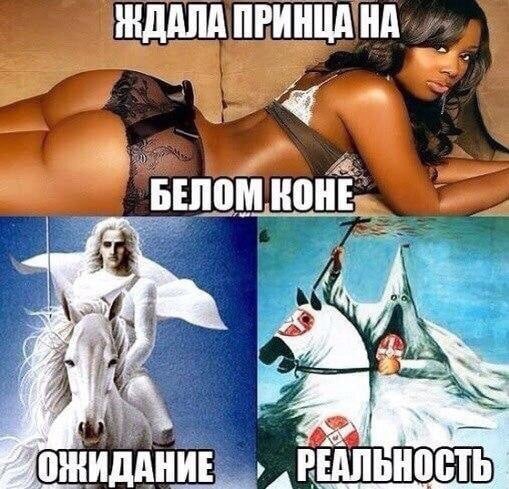 ЖДАЛА ПРИНЦА НА
БЕЛОМ КОНЕ
ОЖИДАНИЕ
РЕАЛЬНОСТЬ